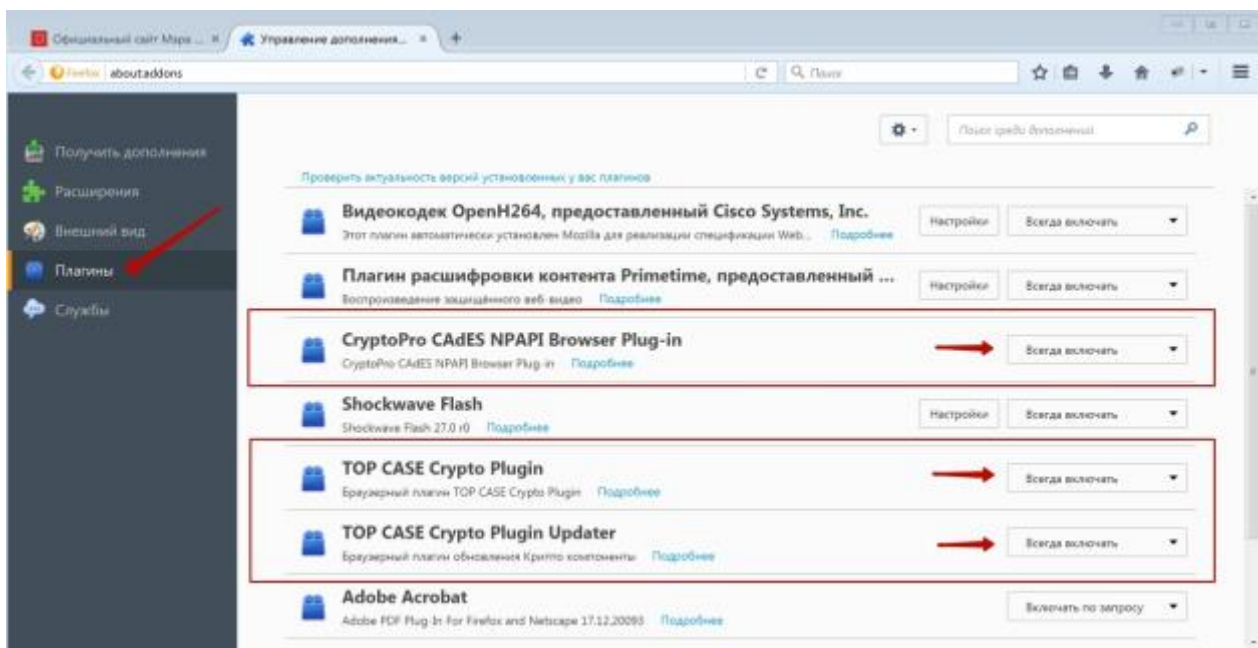 Официальный сайт Мэра ...
Управление дополнения...
Firefox
about:addons
Поиск
Поиск среди дополнений
Получить дополнения
Расширения
Внешний вид
Плагины
Службы
Проверить актуальность версий установленных у вас плагинов
Видеокодек OpenH264, предоставленный Cisco Systems, Inc.
Этот плагин автоматически установлен Mozilla для реализации спецификации Web... Подробнее
Настройки
Всегда включать
Плагин расшифровки контента Primetime, предоставленный ...
Воспроизведение защищённого веб-видео Подробнее
Настройки
Всегда включать
CryptoPro CAdES NPAPI Browser Plug-in
CryptoPro CAdES NPAPI Browser Plug-in Подробнее
Всегда включать
Shockwave Flash
Shockwave Flash 27.0 r0 Подробнее
Настройки
Всегда включать
TOP CASE Crypto Plugin
Браузерный плагин TOP CASE Crypto Plugin Подробнее
Всегда включать
TOP CASE Crypto Plugin Updater
Браузерный плагин обновления Крипто компоненты Подробнее
Всегда включать
Adobe Acrobat
Adobe PDF Plug-In For Firefox and Netscape 17.12.20093 Подробнее
Включать по запросу